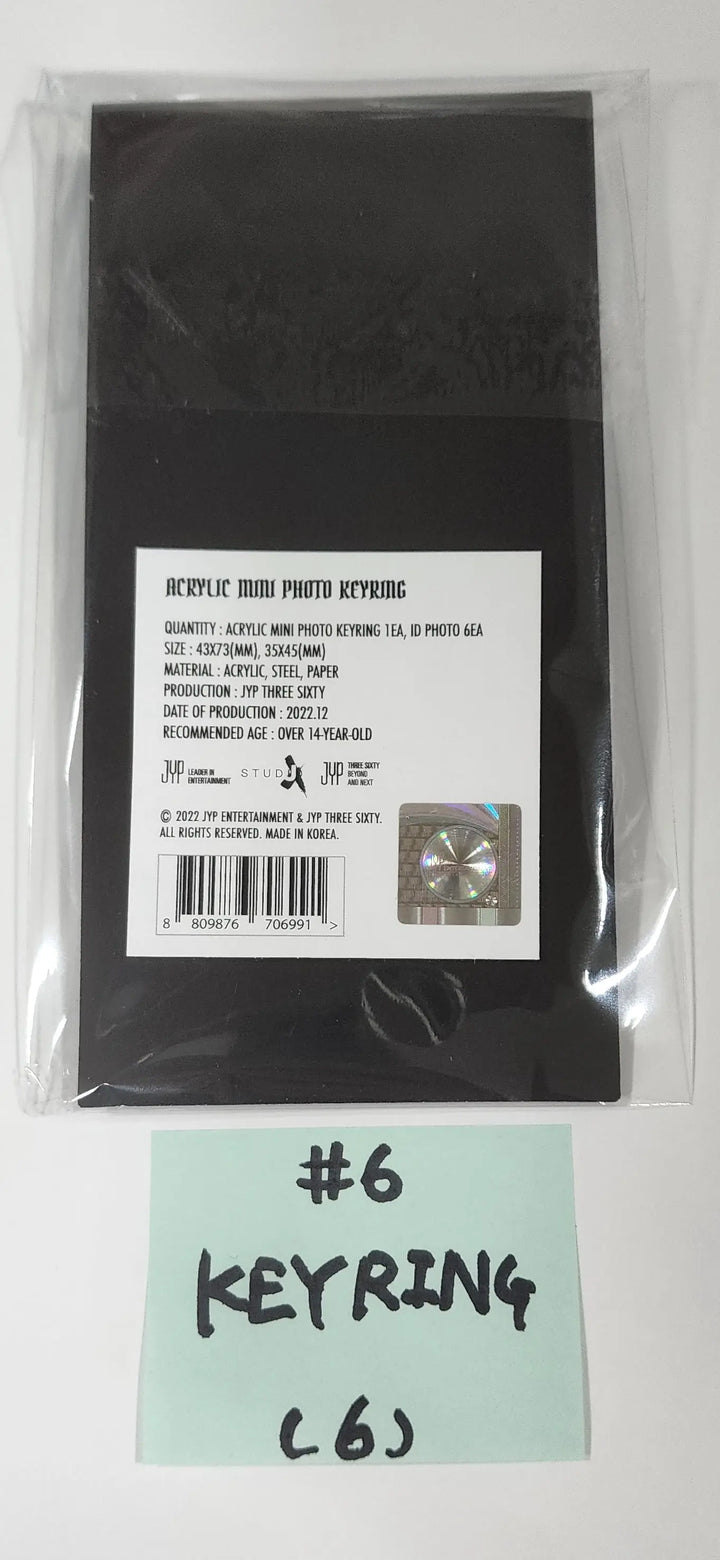 ACRYLIC MINI PHOTO KEYRING
QUANTITY : ACRYLIC MINI PHOTO KEYRING 1EA, ID PHOTO 6EA
SIZE : 43X73(MM), 35X45(MM)
MATERIAL : ACRYLIC, STEEL, PAPER
PRODUCTION : JYP THREE SIXTY
DATE OF PRODUCTION : 2022.12
RECOMMENDED AGE : OVER 14-YEAR-OLD
JYP LEADER IN ENTERTAINMENT STUD JYP THREE SIXTY BEYOND AND NEXT
© 2022 JYP ENTERTAINMENT & JYP THREE SIXTY.
ALL RIGHTS RESERVED. MADE IN KOREA.
8 809876 706991 >
#6
KEYRING
(6)